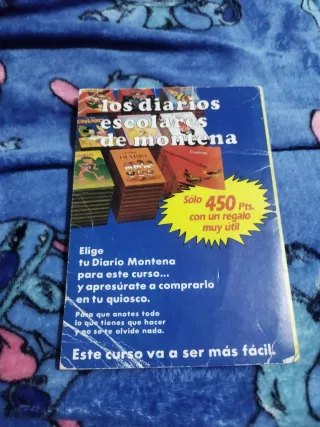 los diarios
escolares
de montena
DIARIO
Sólo 450 Pts.
con un regalo
muy útil
Elige
tu Diario Montena
para este curso...
y apresúrate a comprarlo
en tu quiosco.
Para que anotes todo
lo que tienes que hacer
y no se te olvide nada.
Este curso va a ser más fácil.